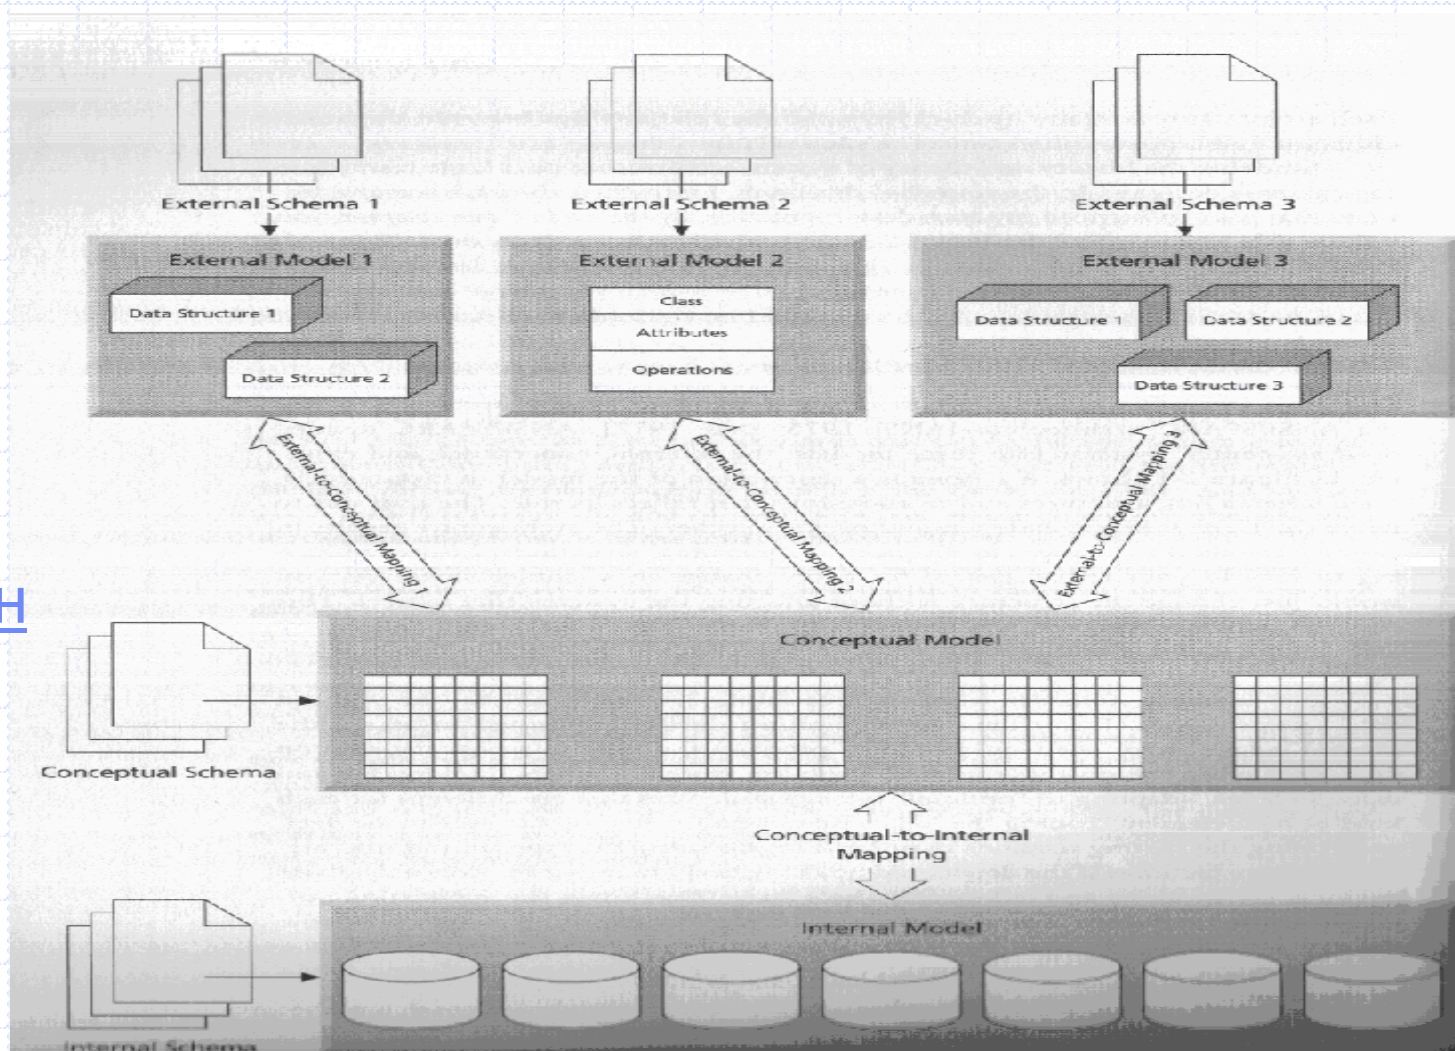 External Schema 1
External Schema 2
External Schema 3
External Model 1
External Model 2
External Model 3
Data Structure 1
Data Structure 2
Class
Attributes
Operations
Data Structure 1
Data Structure 2
Data Structure 3
External-to-Conceptual Mapping 1
External-to-Conceptual Mapping 2
External-to-Conceptual Mapping 3
H
Conceptual Model
Conceptual Schema
Conceptual-to-Internal
Mapping
Internal Model
Internal Schema